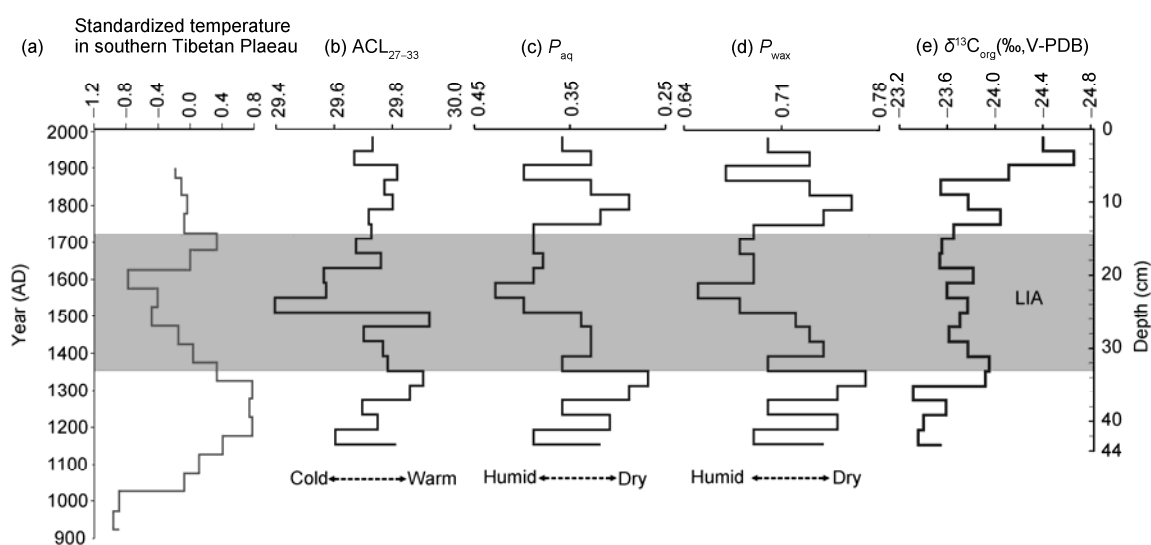 Standardized temperature
(a) in southern Tibetan Plaeau (b) ACL27–33 (c) Paq (d) Pwax (e) δ13Corg(‰,V-PDB)
−1.2 −0.8 −0.4 0.0 0.4 0.8 29.4 29.6 29.8 30.0 0.45 0.35 0.25 0.64 0.71 0.78 −23.2 −23.6 −24.0 −24.4 −24.8
2000 0
1900
1800 10
1700
1600 20
LIA
1500
1400 30
1300
1200 40
44
1100
1000
900
Year (AD)
Depth (cm)
Cold Warm Humid Dry Humid Dry